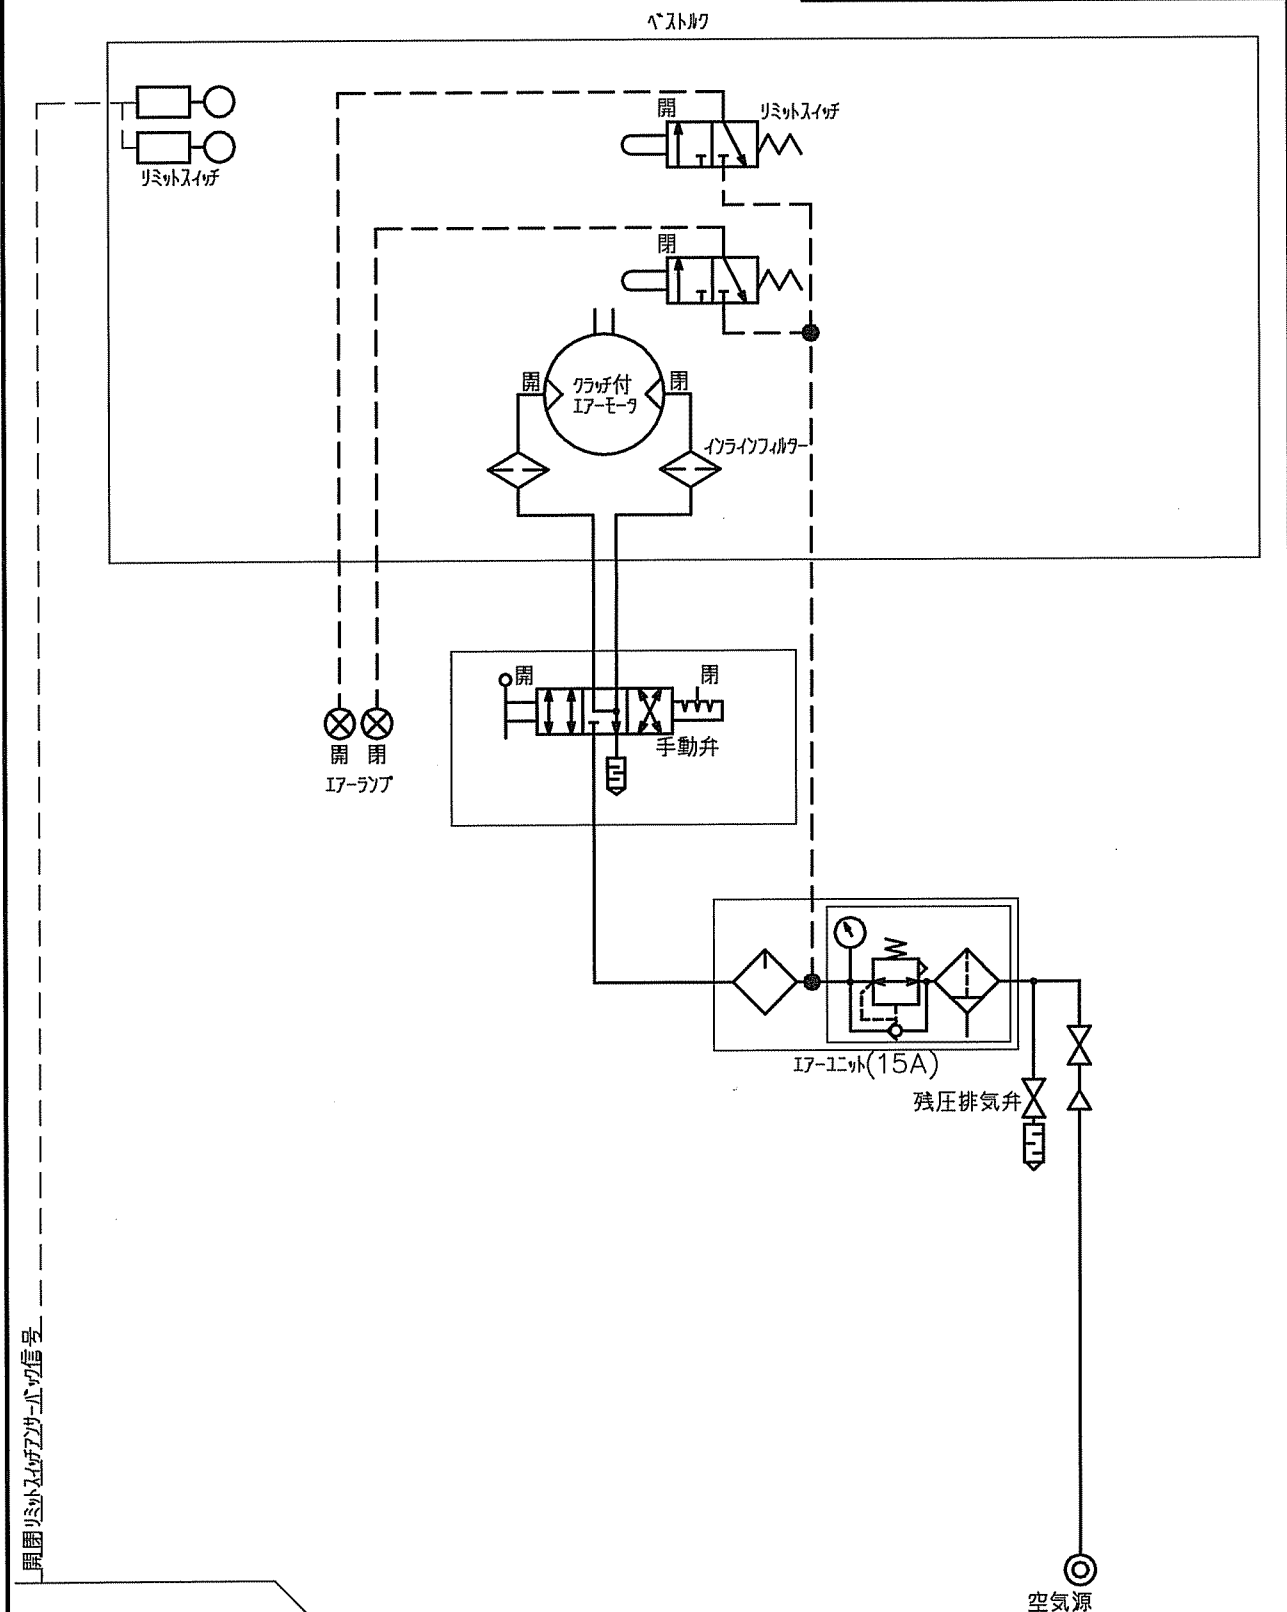 ﾍﾞｽﾄﾙｸ
開
ﾘﾐｯﾄｽｲｯﾁ
ﾘﾐｯﾄｽｲｯﾁ
閉
開
ｸﾗｯﾁ付
ｴｱｰﾓｰﾀ
閉
ｲﾝﾗｲﾝﾌｨﾙﾀｰ
開
閉
手動弁
開
閉
ｴｱｰﾗﾝﾌﾟ
ｴｱｰﾕﾆｯﾄ(15A)
残圧排気弁
開閉ﾘﾐｯﾄｽｲｯﾁｱﾝｻｰﾊﾞｯｸ信号
空気源